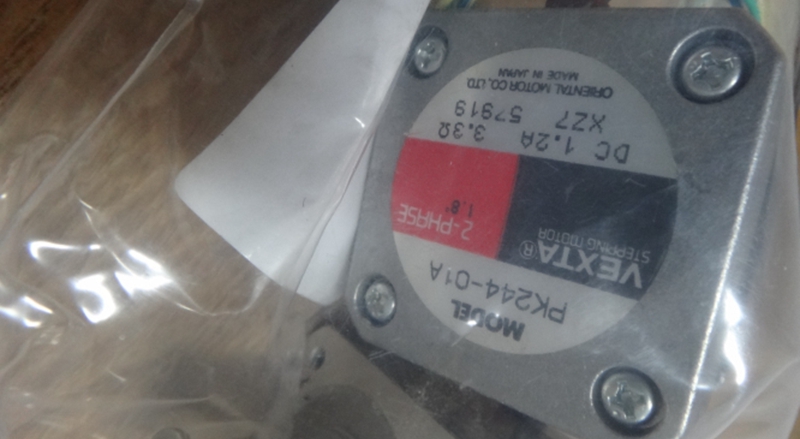 MODEL
PK244-01A
VEXTA®
STEPPING MOTOR
2-PHASE
1.8°
DC 1.2A 3.3Ω
XZ7 57919
ORIENTAL MOTOR CO., LTD.
MADE IN JAPAN